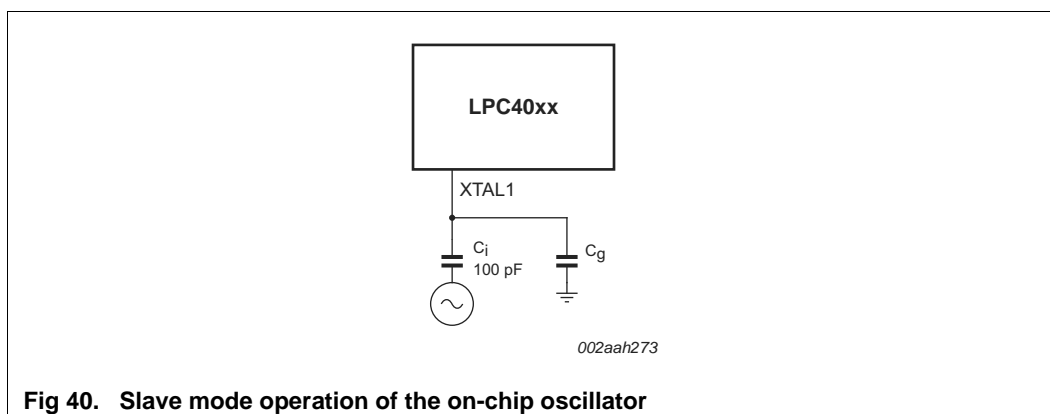 LPC40xx
XTAL1
Ci
100 pF
Cg
002aah273
Fig 40. Slave mode operation of the on-chip oscillator